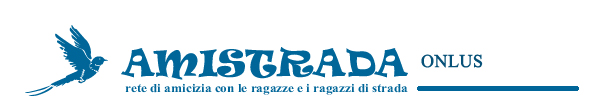 AMISTRADA ONLUS
rete di amicizia con le ragazze e i ragazzi di strada